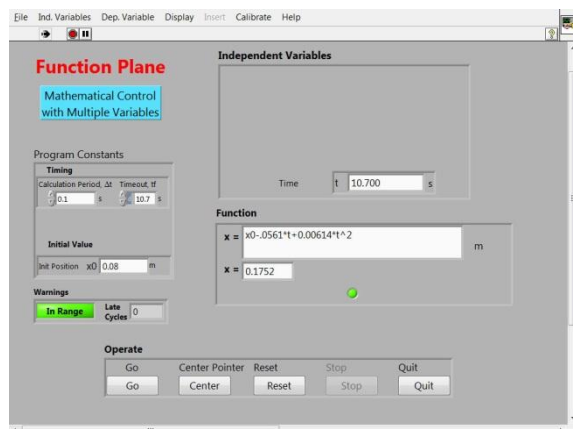 File Ind. Variables Dep. Variable Display Insert Calibrate Help
Function Plane
Mathematical Control
with Multiple Variables
Independent Variables
Time t 10.700 s
Program Constants
Timing
Calculation Period, Δt Timeout, tf
0.1 s 10.7 s
Initial Value
Init Position x0 0.08 m
Function
x = x0-.0561*t+0.00614*t^2 m
x = 0.1752
Warnings
In Range Late Cycles 0
Operate
Go Center Pointer Reset Stop Quit
Go Center Reset Stop Quit